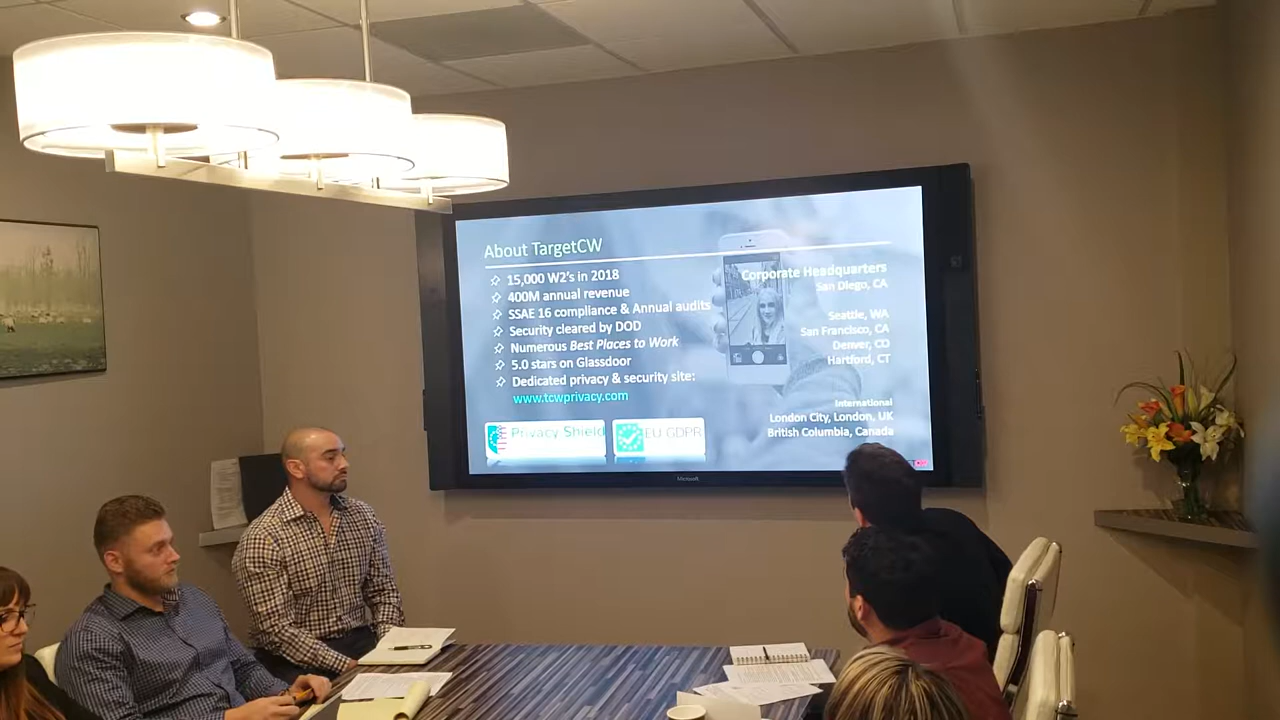 About TargetCW
15,000 W2's in 2018
400M annual revenue
SSAE 16 compliance & Annual audits
Security cleared by DOD
Numerous Best Places to Work
5.0 stars on Glassdoor
Dedicated privacy & security site:
www.tcwprivacy.com
Privacy Shield
EU GDPR
Corporate Headquarters
San Diego, CA
Seattle, WA
San Francisco, CA
Denver, CO
Hartford, CT
International
London City, London, UK
British Columbia, Canada
Microsoft